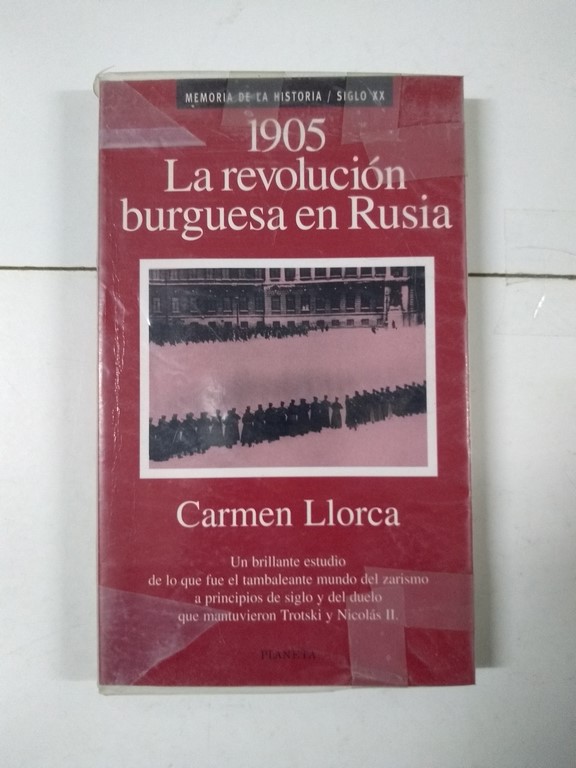 MEMORIA DE LA HISTORIA / SIGLO XX
1905
La revolución
burguesa en Rusia
Carmen Llorca
Un brillante estudio
de lo que fue el tambaleante mundo del zarismo
a principios de siglo y del duelo
que mantuvieron Trotski y Nicolás II.
PLANETA